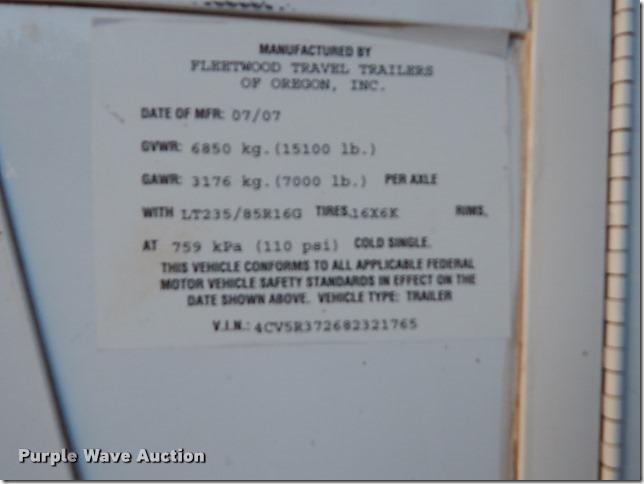 MANUFACTURED BY
FLEETWOOD TRAVEL TRAILERS
OF OREGON, INC.
DATE OF MFR: 07/07
GVWR: 6850 kg.(15100 lb.)
GAWR: 3176 kg.(7000 lb.) PER AXLE
WITH LT235/85R16G TIRES, 16X6K RIMS,
AT 759 kPa (110 psi) COLD SINGLE.
THIS VEHICLE CONFORMS TO ALL APPLICABLE FEDERAL
MOTOR VEHICLE SAFETY STANDARDS IN EFFECT ON THE
DATE SHOWN ABOVE. VEHICLE TYPE: TRAILER
V.I.N.: 4CV5R372682321765
Purple Wave Auction